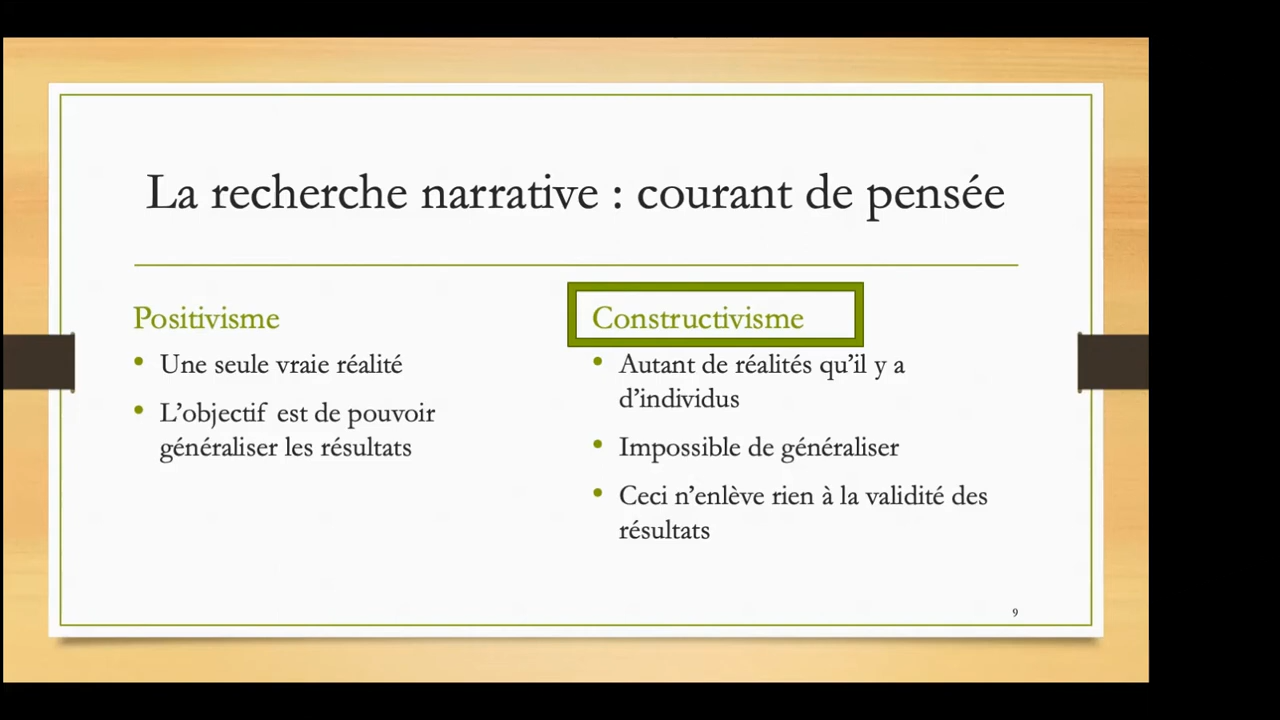 La recherche narrative : courant de pensée
Positivisme
• Une seule vraie réalité
• L’objectif est de pouvoir
généraliser les résultats
Constructivisme
• Autant de réalités qu’il y a
d’individus
• Impossible de généraliser
• Ceci n’enlève rien à la validité des
résultats
9